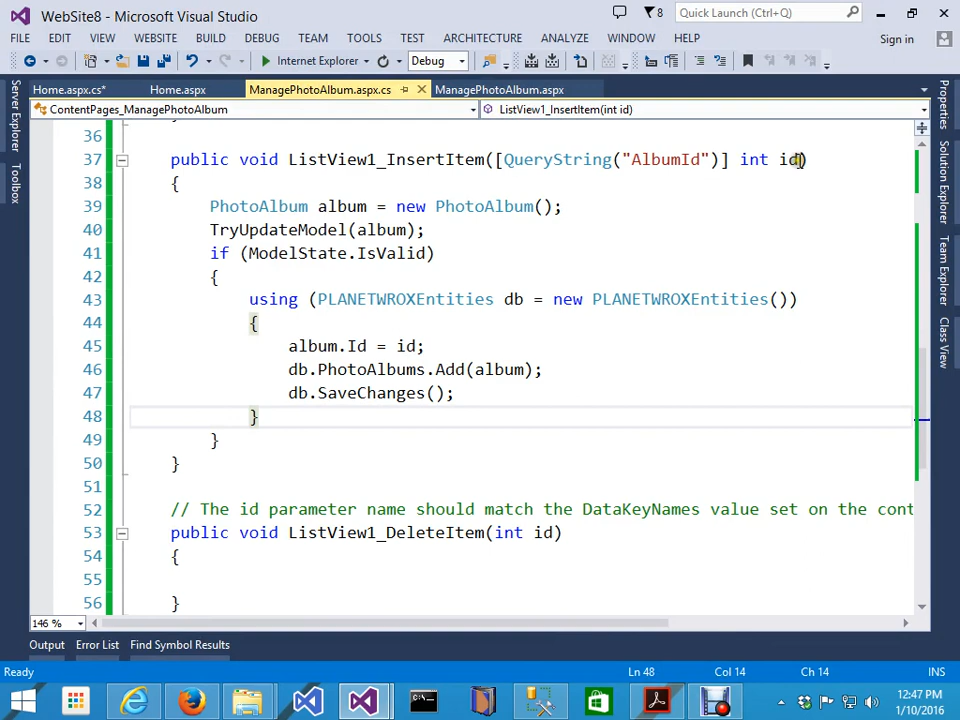 WebSite8 - Microsoft Visual Studio
8
Quick Launch (Ctrl+Q)
FILE EDIT VIEW WEBSITE BUILD DEBUG TEAM TOOLS TEST ARCHITECTURE ANALYZE WINDOW HELP
Sign in
Internet Explorer
Debug
Home.aspx.cs* Home.aspx ManagePhotoAlbum.aspx.cs ManagePhotoAlbum.aspx
ContentPages_ManagePhotoAlbum
ListView1_InsertItem(int id)
Server Explorer
Toolbox
Properties
Solution Explorer
Team Explorer
Class View
36
37 public void ListView1_InsertItem([QueryString("AlbumId")] int id)
38 {
39 PhotoAlbum album = new PhotoAlbum();
40 TryUpdateModel(album);
41 if (ModelState.IsValid)
42 {
43 using (PLANETWROXEntities db = new PLANETWROXEntities())
44 {
45 album.Id = id;
46 db.PhotoAlbums.Add(album);
47 db.SaveChanges();
48 }
49 }
50 }
51
52 // The id parameter name should match the DataKeyNames value set on the cont
53 public void ListView1_DeleteItem(int id)
54 {
55
56 }
146 %
Output Error List Find Symbol Results
Ready
Ln 48
Col 14
Ch 14
INS
12:47 PM
1/10/2016